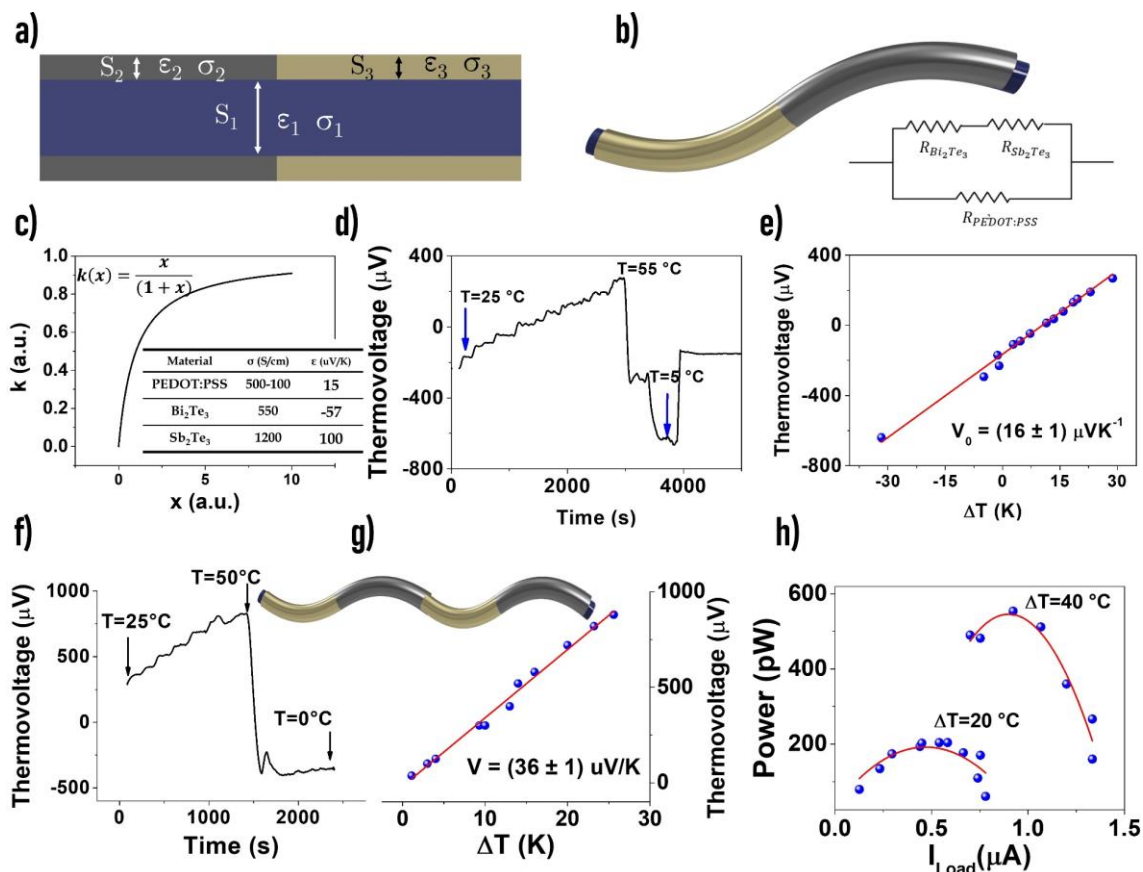 a)
S₂ ε₂ σ₂
S₃ ε₃ σ₃
S₁ ε₁ σ₁
b)
R_Bi₂Te₃ R_Sb₂Te₃
R_PEDOT:PSS
c)
k(x) = x/(1 + x)
k (a.u.)
1.0
0.8
0.6
0.4
0.2
0.0
Material σ (S/cm) ε (uV/K)
PEDOT:PSS 500-100 15
Bi₂Te₃ 550 -57
Sb₂Te₃ 1200 100
0 5 10
x (a.u.)
d)
Thermovoltage (µV)
400
0
-400
-800
T=25 °C
T=55 °C
T=5 °C
0 2000 4000
Time (s)
e)
Thermovoltage (µV)
400
0
-400
-800
V₀ = (16 ± 1) µVK⁻¹
-30 -15 0 15 30
ΔT (K)
f)
Thermovoltage (µV)
1000
500
0
-500
T=25°C
T=50°C
T=0°C
0 500 1000 1500 2000
Time (s)
g)
V = (36 ± 1) uV/K
0 10 20 30
ΔT (K)
1000
500
0
Thermovoltage (µV)
h)
Power (pW)
600
400
200
0
ΔT=40 °C
ΔT=20 °C
0.0 0.5 1.0 1.5
I_Load(µA)